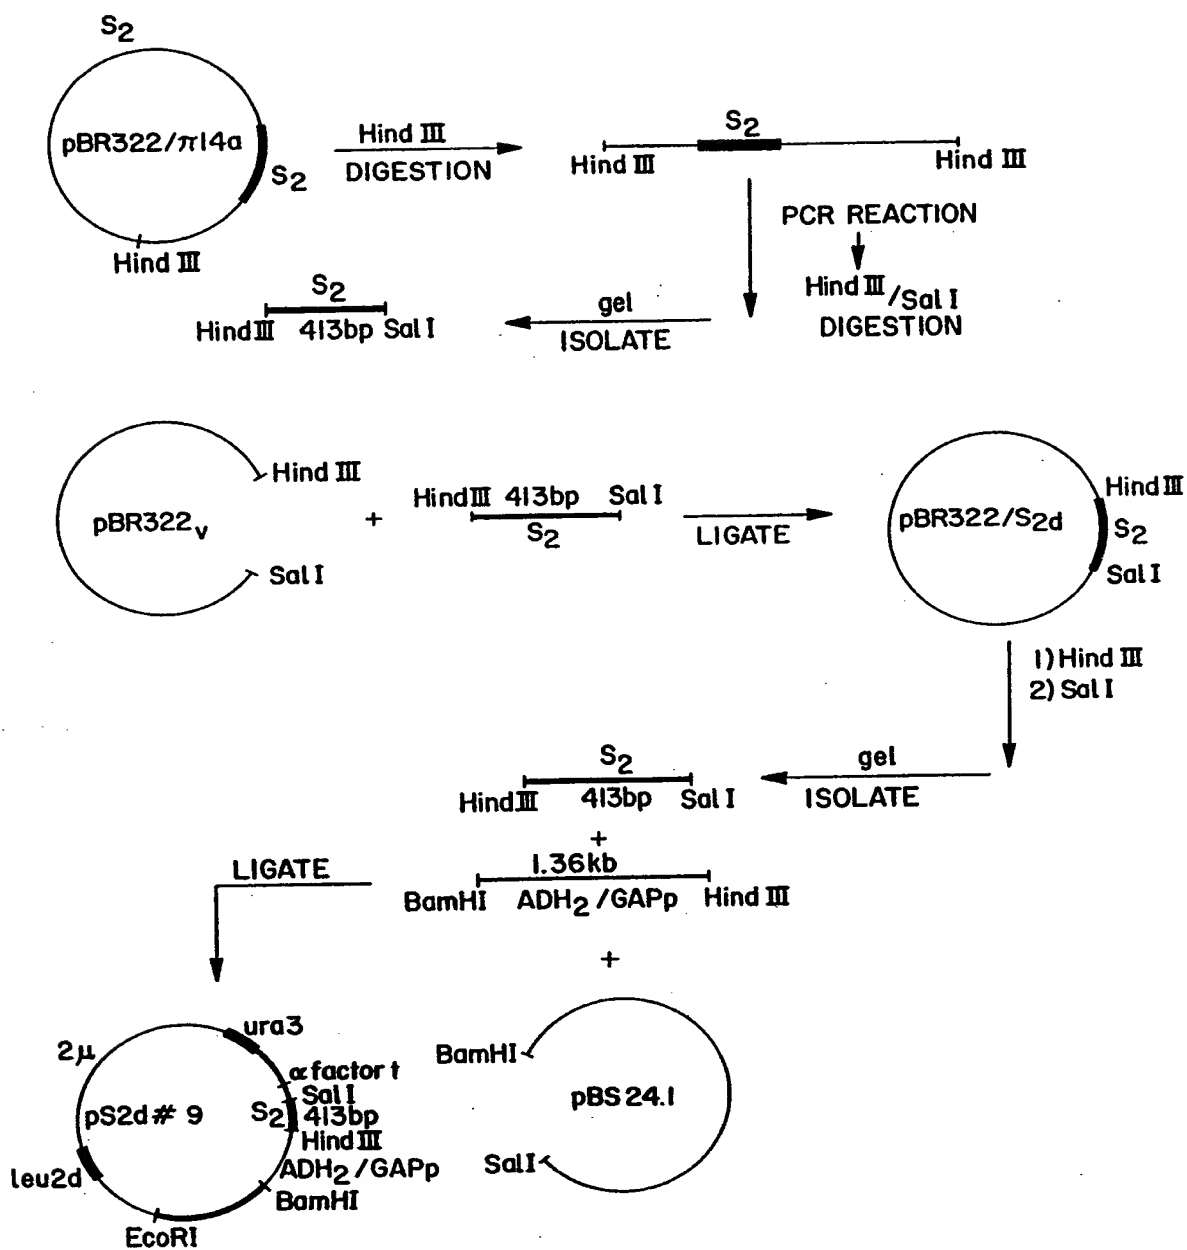 S2
pBR322/π14a
S2
Hind III
Hind III
DIGESTION
S2
Hind III
Hind III
PCR REACTION
Hind III/Sal I
DIGESTION
gel
ISOLATE
S2
Hind III 413bp Sal I
pBR322v
Hind III
Sal I
+
Hind III 413bp Sal I
S2
LIGATE
pBR322/S2d
Hind III
S2
Sal I
1) Hind III
2) Sal I
gel
ISOLATE
S2
Hind III 413bp Sal I
+
1.36kb
BamHI ADH2/GAPp Hind III
LIGATE
+
BamHI
pBS24.1
SalI
2μ
ura3
α factor t
Sal I
pS2d# 9
S2 413bp
Hind III
ADH2/GAPp
BamHI
leu2d
EcoRI